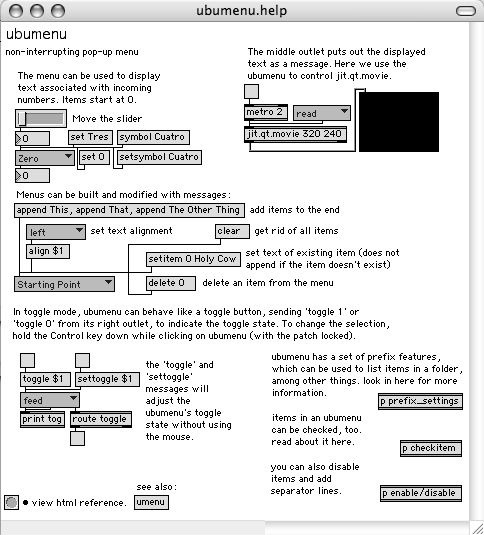 ubumenu.help
ubumenu
non-interrupting pop-up menu
The menu can be used to display
text associated with incoming
numbers. Items start at 0.
Move the slider
0
set Tres
symbol Cuatro
Zero
set 0
setsymbol Cuatro
0
The middle outlet puts out the displayed
text as a message. Here we use the
ubumenu to control jit.qt.movie.
metro 2
read
jit.qt.movie 320 240
Menus can be built and modified with messages:
append This, append That, append The Other Thing
add items to the end
left
set text alignment
clear
get rid of all items
align $1
setitem 0 Holy Cow
set text of existing item (does not
append if the item doesn't exist)
Starting Point
delete 0
delete an item from the menu
In toggle mode, ubumenu can behave like a toggle button, sending 'toggle 1' or
'toggle 0' from its right outlet, to indicate the toggle state. To change the selection,
hold the Control key down while clicking on ubumenu (with the patch locked).
toggle $1
settoggle $1
feed
print tog
route toggle
the 'toggle' and
'settoggle'
messages will
adjust the
ubumenu's toggle
state without using
the mouse.
ubumenu has a set of prefix features,
which can be used to list items in a folder,
among other things. look in here for more
information.
p prefix_settings
items in an ubumenu
can be checked, too.
read about it here.
p checkitem
you can also disable
items and add
separator lines.
p enable/disable
see also:
view html reference.
umenu